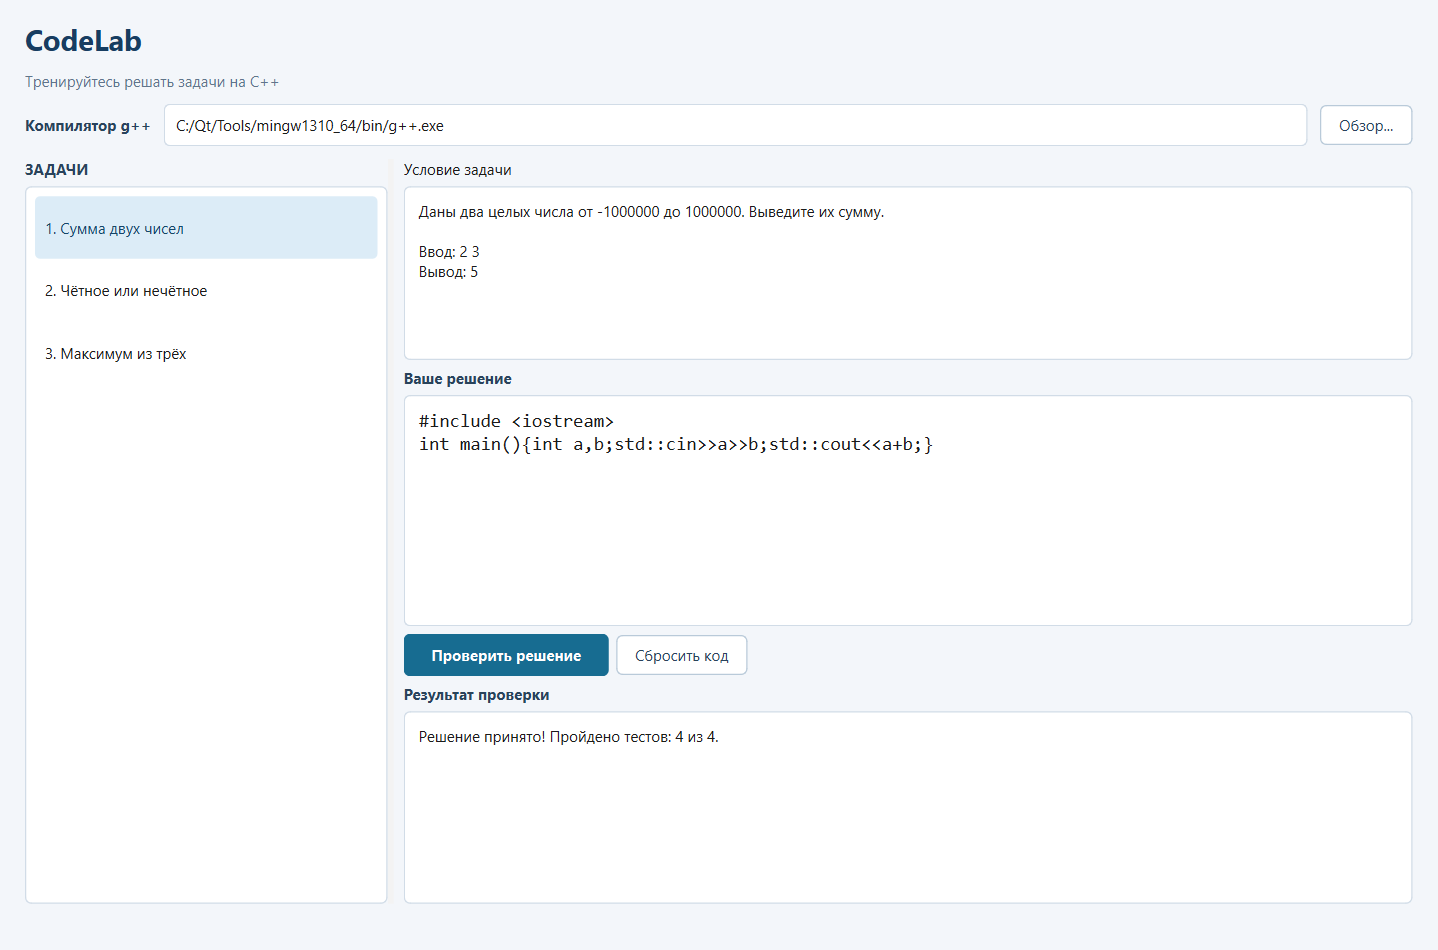 CodeLab
Тренируйтесь решать задачи на C++
Компилятор g++
C:/Qt/Tools/mingw1310_64/bin/g++.exe
Обзор...
ЗАДАЧИ
1. Сумма двух чисел
2. Чётное или нечётное
3. Максимум из трёх
Условие задачи
Даны два целых числа от -1000000 до 1000000. Выведите их сумму.
Ввод: 2 3
Вывод: 5
Ваше решение
#include <iostream>
int main(){int a,b;std::cin>>a>>b;std::cout<<a+b;}
Проверить решение
Сбросить код
Результат проверки
Решение принято! Пройдено тестов: 4 из 4.